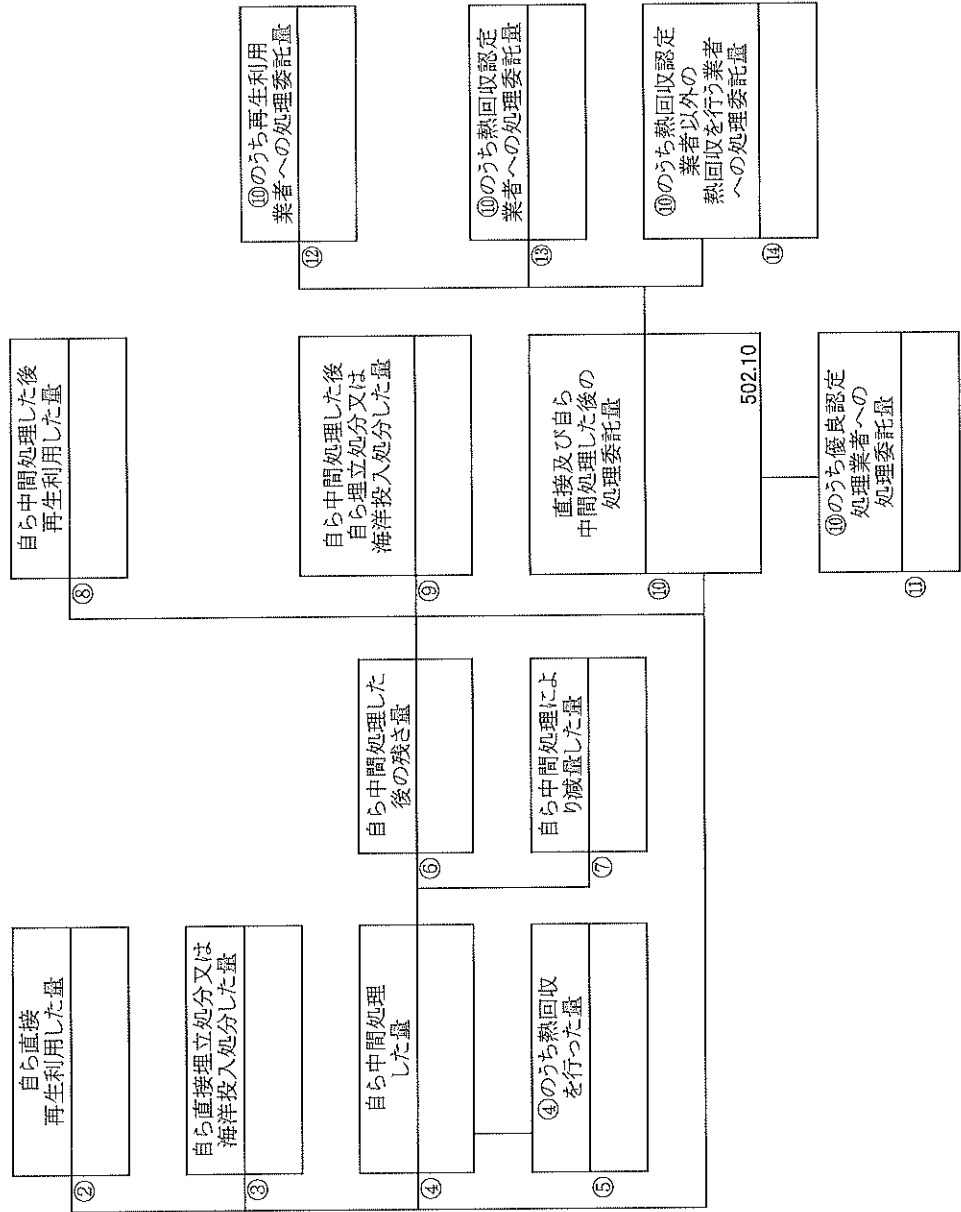 ②
自ら直接
再生利用した量
③
自ら直接埋立処分又は
海洋投入処分した量
④
自ら中間処理
した量
⑤
④のうち熱回収
を行った量
⑥
自ら中間処理した
後の残さ量
⑦
自ら中間処理によ
り減量した量
⑧
自ら中間処理した後
再生利用した量
⑨
自ら中間処理した後
自ら埋立処分又は
海洋投入処分した量
⑩
直接及び自ら
中間処理した後の
処理委託量
502.10
⑪
⑩のうち優良認定
処理業者への
処理委託量
⑫
⑩のうち再生利用
業者への処理委託量
⑬
⑩のうち熱回収認定
業者への処理委託量
⑭
⑩のうち熱回収認定
業者以外の
熱回収を行う業者
への処理委託量